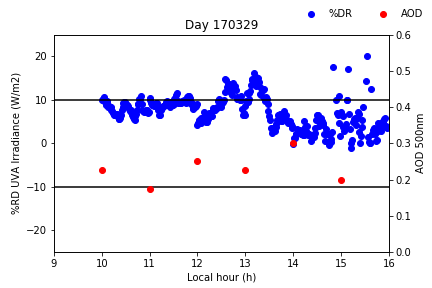 %DR AOD
Day 170329
20
10
0
−10
−20
%RD UVA Irradiance (W/m2)
0.6
0.5
0.4
0.3
0.2
0.1
0.0
AOD 500nm
9 10 11 12 13 14 15 16
Local hour (h)